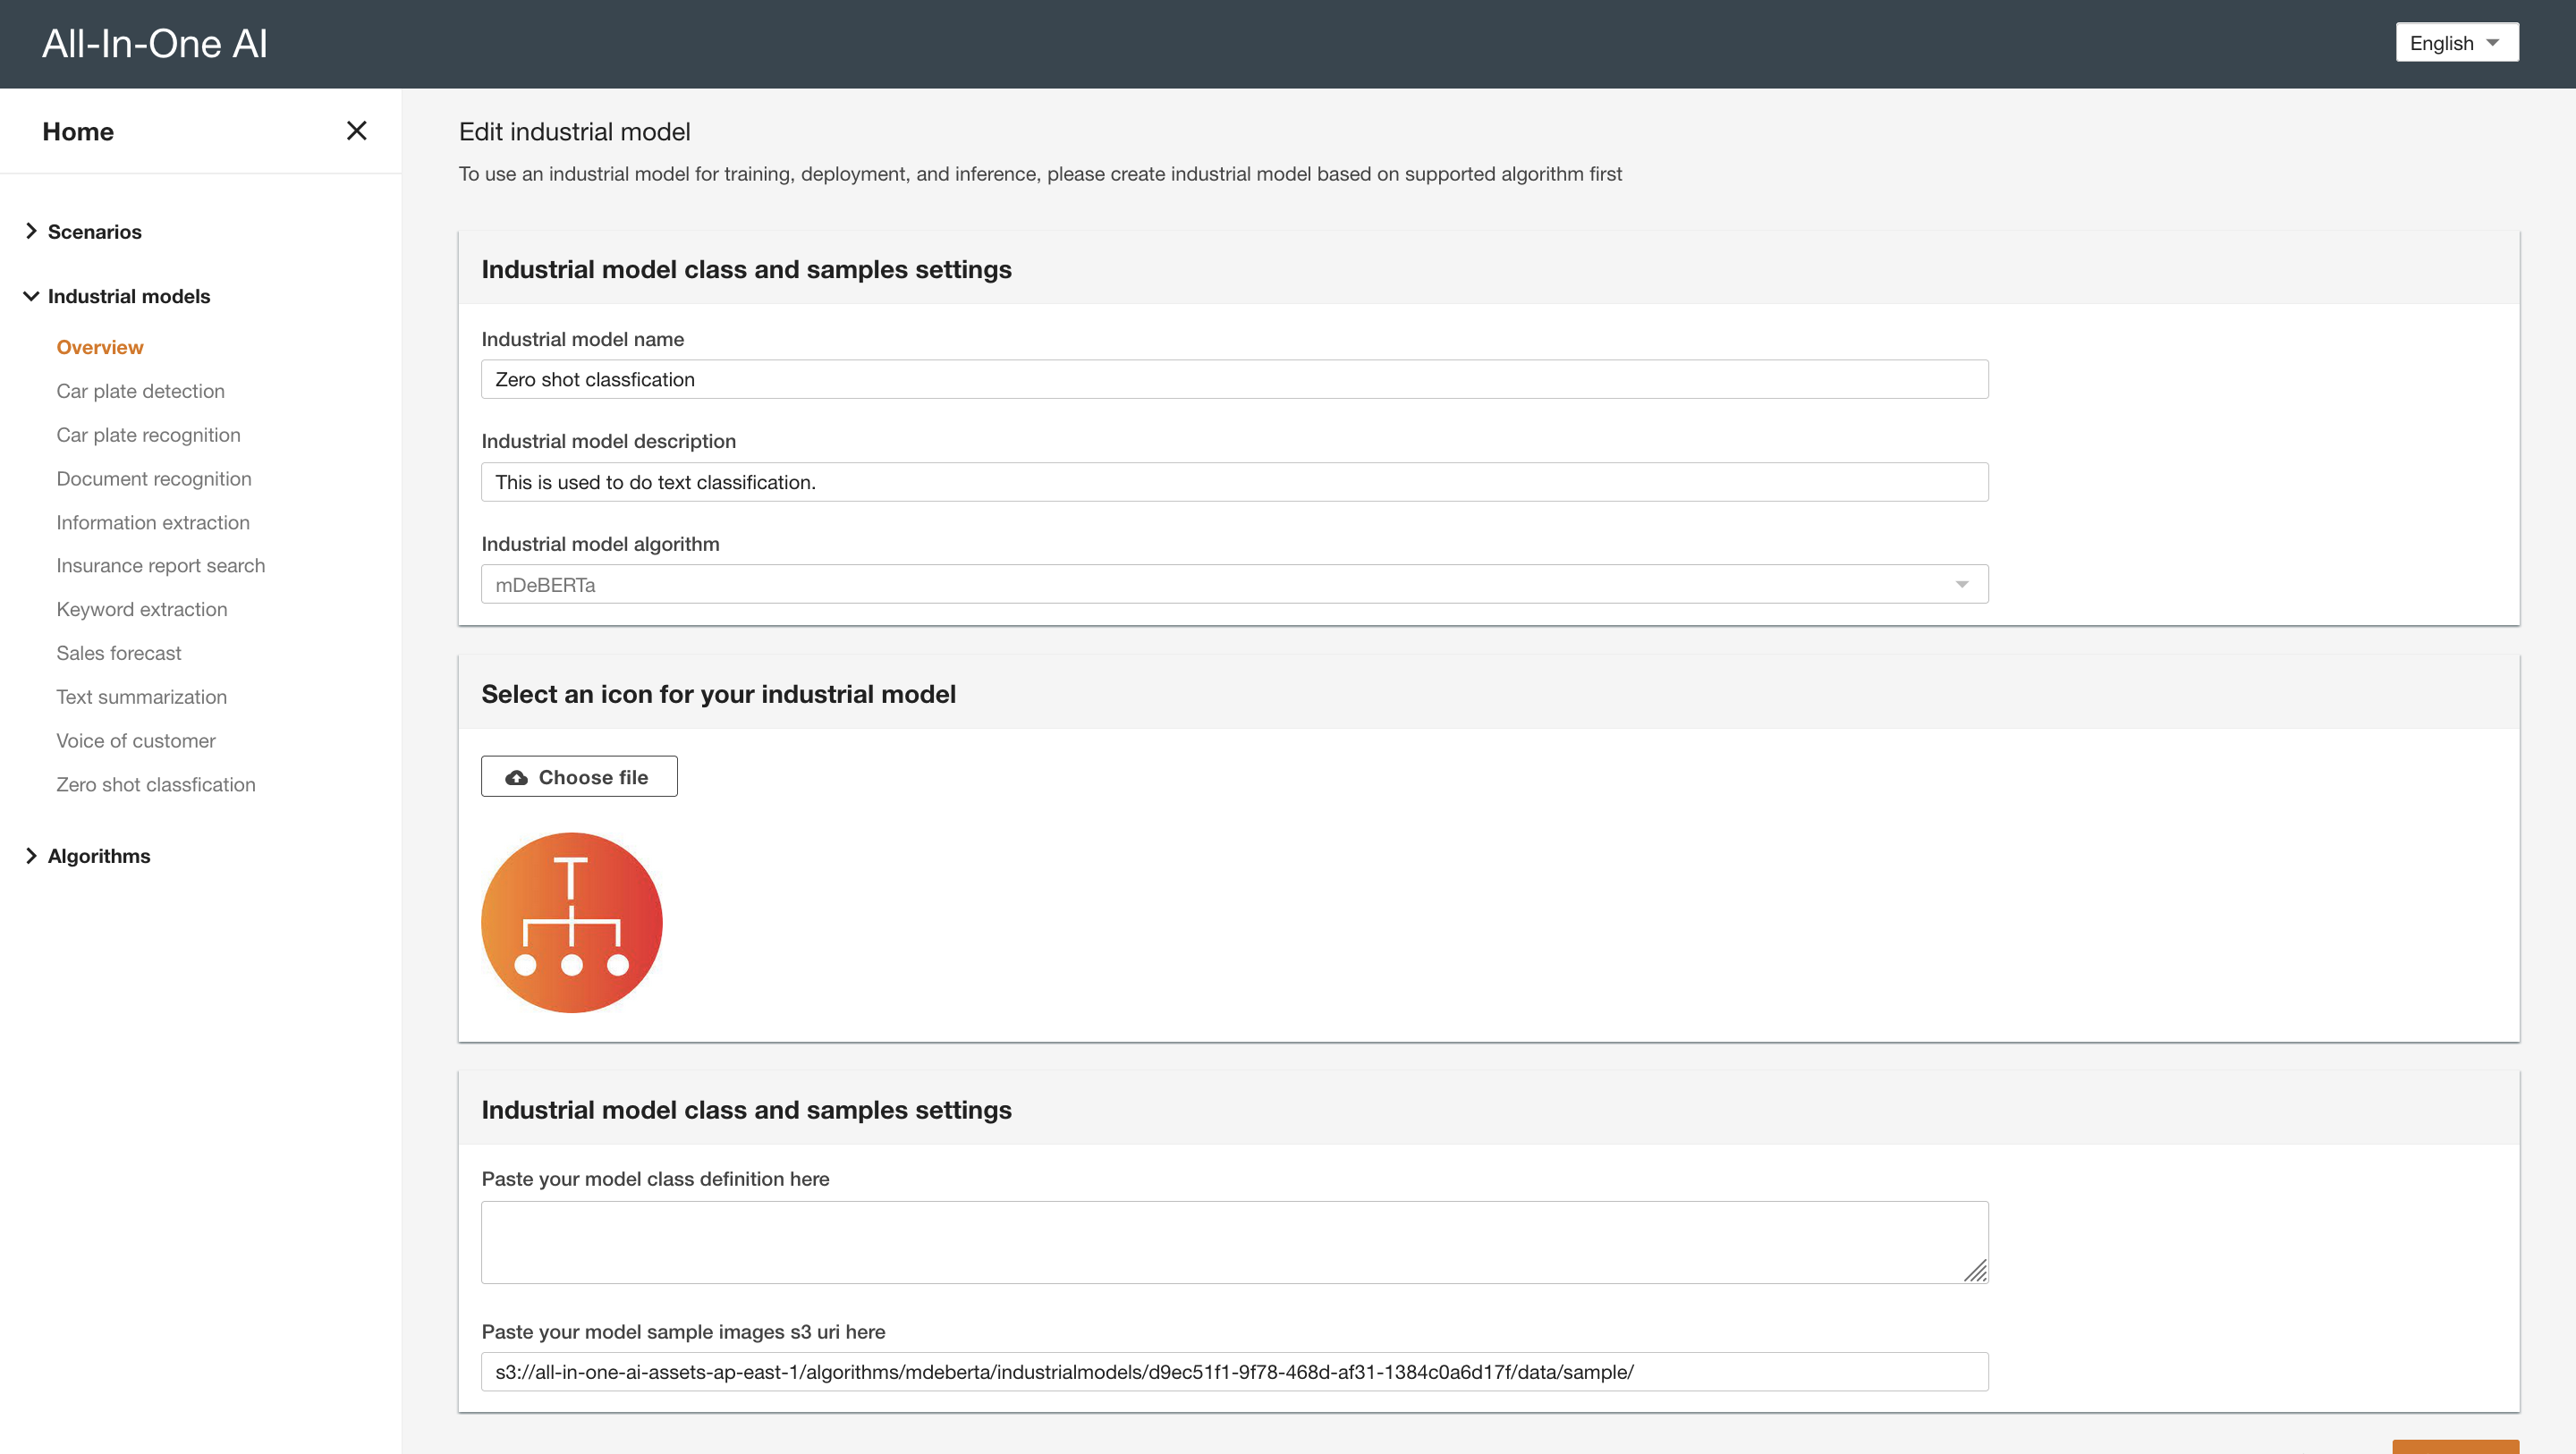 All-In-One AI
English
Home
Scenarios
Industrial models
Overview
Car plate detection
Car plate recognition
Document recognition
Information extraction
Insurance report search
Keyword extraction
Sales forecast
Text summarization
Voice of customer
Zero shot classfication
Algorithms
Edit industrial model
To use an industrial model for training, deployment, and inference, please create industrial model based on supported algorithm first
Industrial model class and samples settings
Industrial model name
Zero shot classfication
Industrial model description
This is used to do text classification.
Industrial model algorithm
mDeBERTa
Select an icon for your industrial model
Choose file
T
Industrial model class and samples settings
Paste your model class definition here
Paste your model sample images s3 uri here
s3://all-in-one-ai-assets-ap-east-1/algorithms/mdeberta/industrialmodels/d9ec51f1-9f78-468d-af31-1384c0a6d17f/data/sample/